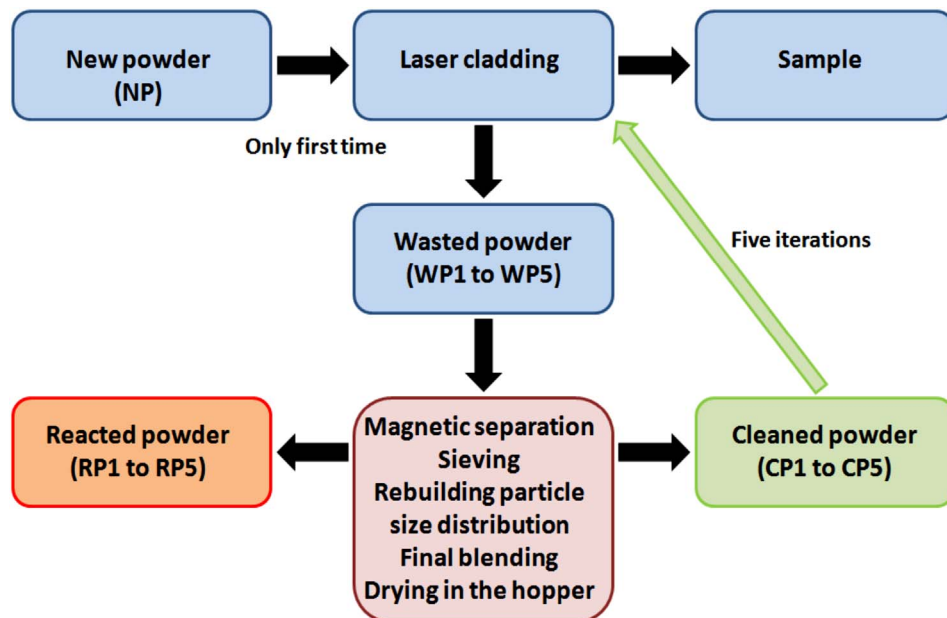 New powder
(NP)
Laser cladding
Sample
Only first time
Wasted powder
(WP1 to WP5)
Five iterations
Reacted powder
(RP1 to RP5)
Magnetic separation
Sieving
Rebuilding particle
size distribution
Final blending
Drying in the hopper
Cleaned powder
(CP1 to CP5)